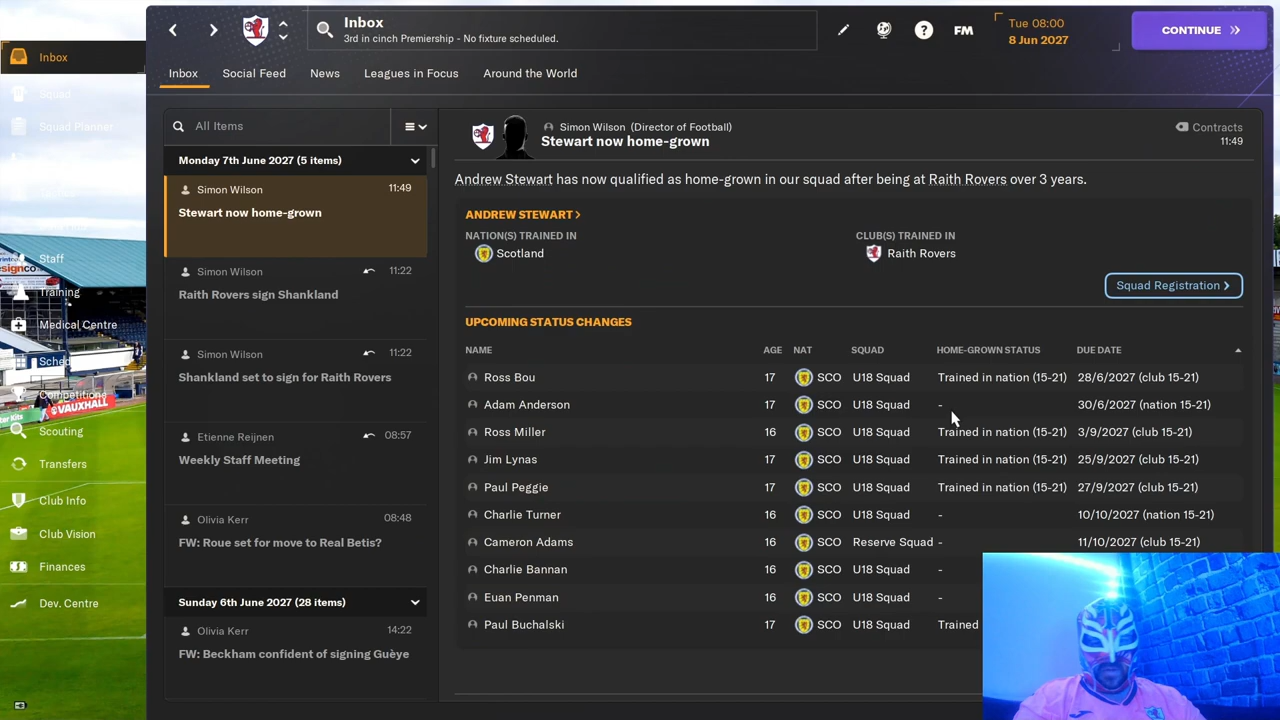 Inbox
3rd in cinch Premiership - No fixture scheduled.
?
FM
Tue 08:00
8 Jun 2027
CONTINUE
Inbox
Squad
Squad Planner
Staff
Training
Medical Centre
Competitions
Scouting
Transfers
Club Info
Club Vision
Finances
Dev. Centre
VAUXHALL
Inbox
Social Feed
News
Leagues in Focus
Around the World
All Items
Monday 7th June 2027 (5 items)
Simon Wilson 11:49
Stewart now home-grown
Simon Wilson 11:22
Raith Rovers sign Shankland
Simon Wilson 11:22
Shankland set to sign for Raith Rovers
Etienne Reijnen 08:57
Weekly Staff Meeting
Olivia Kerr 08:48
FW: Roue set for move to Real Betis?
Sunday 6th June 2027 (28 items)
Olivia Kerr 14:22
FW: Beckham confident of signing Guèye
Simon Wilson (Director of Football)
Stewart now home-grown
Contracts
11:49
Andrew Stewart has now qualified as home-grown in our squad after being at Raith Rovers over 3 years.
ANDREW STEWART >
NATION(S) TRAINED IN CLUB(S) TRAINED IN
Scotland Raith Rovers
Squad Registration >
UPCOMING STATUS CHANGES
NAME AGE NAT SQUAD HOME-GROWN STATUS DUE DATE
Ross Bou 17 SCO U18 Squad Trained in nation (15-21) 28/6/2027 (club 15-21)
Adam Anderson 17 SCO U18 Squad - 30/6/2027 (nation 15-21)
Ross Miller 16 SCO U18 Squad Trained in nation (15-21) 3/9/2027 (club 15-21)
Jim Lynas 17 SCO U18 Squad Trained in nation (15-21) 25/9/2027 (club 15-21)
Paul Peggie 17 SCO U18 Squad Trained in nation (15-21) 27/9/2027 (club 15-21)
Charlie Turner 16 SCO U18 Squad - 10/10/2027 (nation 15-21)
Cameron Adams 16 SCO Reserve Squad - 11/10/2027 (club 15-21)
Charlie Bannan 16 SCO U18 Squad -
Euan Penman 16 SCO U18 Squad -
Paul Buchalski 17 SCO U18 Squad Trained